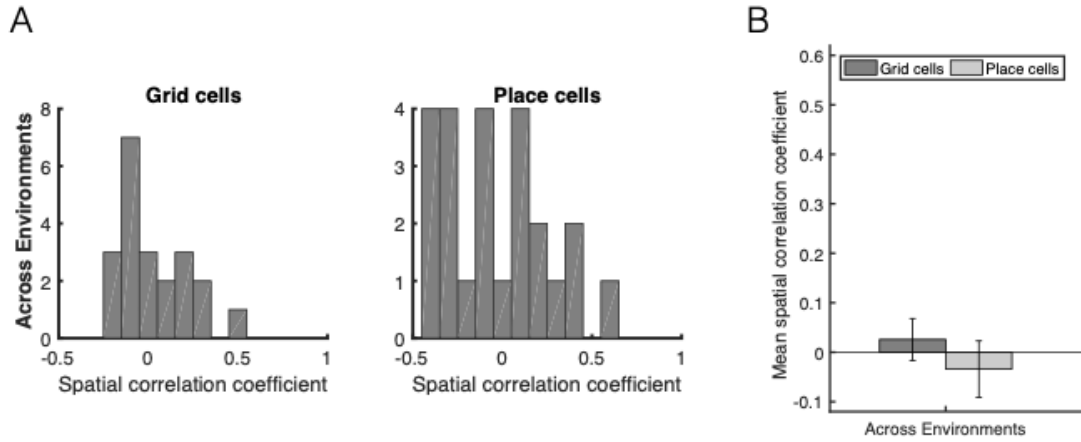 A
B
Grid cells
Place cells
Across Environments
8
6
4
2
0
-0.5
0
0.5
1
Spatial correlation coefficient
4
3
2
1
0
-0.5
0
0.5
1
Spatial correlation coefficient
Mean spatial correlation coefficient
0.6
0.5
0.4
0.3
0.2
0.1
0
-0.1
Grid cells
Place cells
Across Environments